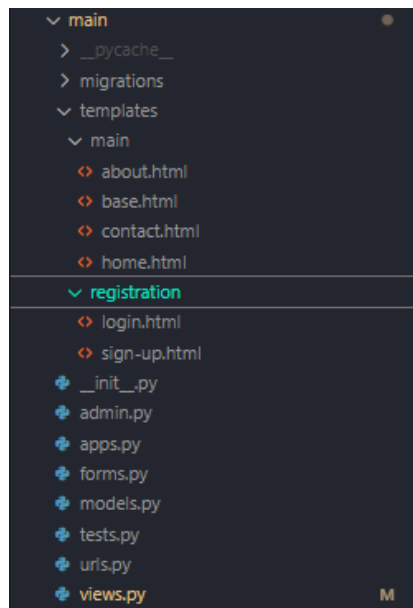 main
__pycache__
migrations
templates
main
about.html
base.html
contact.html
home.html
registration
login.html
sign-up.html
__init__.py
admin.py
apps.py
forms.py
models.py
tests.py
urls.py
views.py M